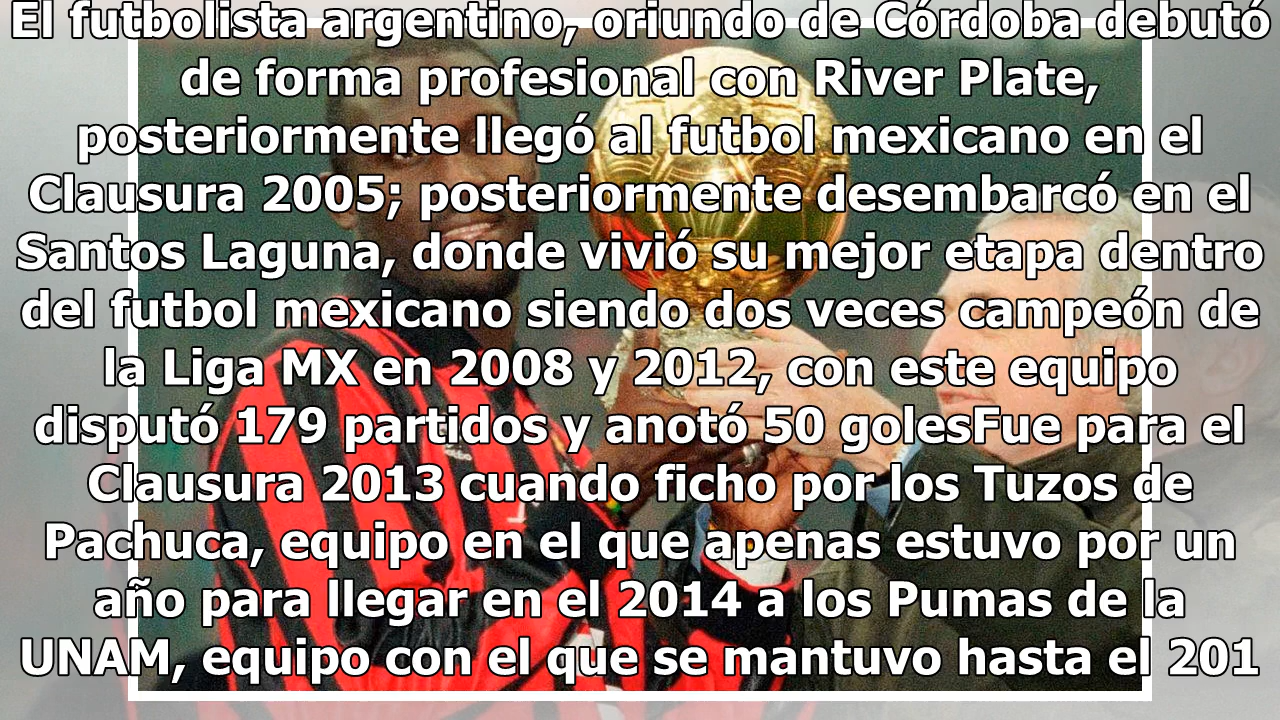 El futbolista argentino, oriundo de Córdoba debutó
de forma profesional con River Plate,
posteriormente llegó al futbol mexicano en el
Clausura 2005; posteriormente desembarcó en el
Santos Laguna, donde vivió su mejor etapa dentro
del futbol mexicano siendo dos veces campeón de
la Liga MX en 2008 y 2012, con este equipo
disputó 179 partidos y anotó 50 golesFue para el
Clausura 2013 cuando ficho por los Tuzos de
Pachuca, equipo en el que apenas estuvo por un
año para llegar en el 2014 a los Pumas de la
UNAM, equipo con el que se mantuvo hasta el 201